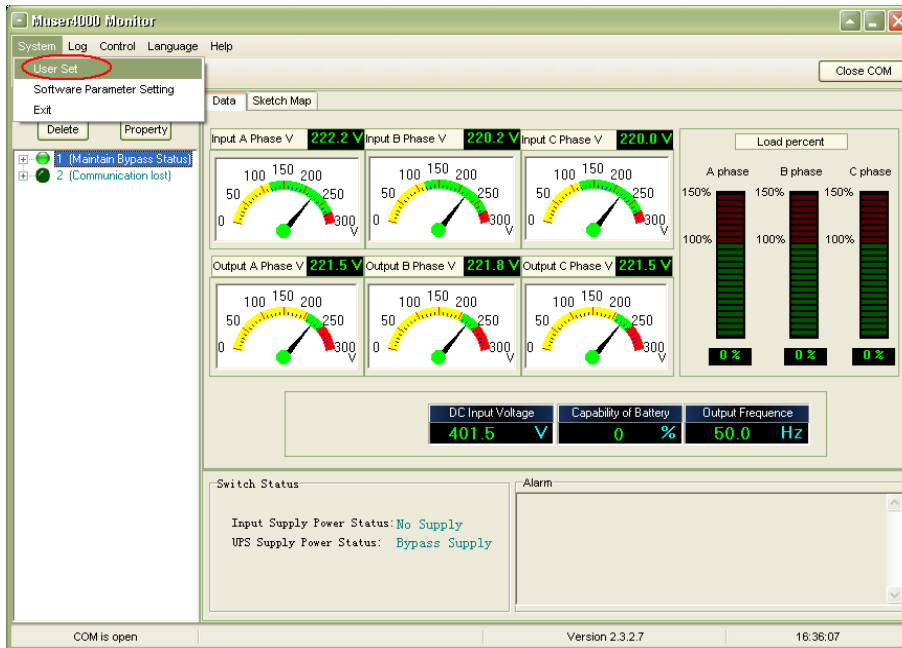 Muser4000 Monitor
System Log Control Language Help
User Set
Software Parameter Setting
Exit
Close COM
Delete Property
1 (Maintain Bypass Status)
2 (Communication lost)
Data Sketch Map
Input A Phase V 222.2 V Input B Phase V 220.2 V Input C Phase V 220.0 V
0 50 100 150 200 250 300 V
0 50 100 150 200 250 300 V
0 50 100 150 200 250 300 V
Output A Phase V 221.5 V Output B Phase V 221.8 V Output C Phase V 221.5 V
0 50 100 150 200 250 300 V
0 50 100 150 200 250 300 V
0 50 100 150 200 250 300 V
Load percent
A phase B phase C phase
150% 150% 150%
100% 100% 100%
0 % 0 % 0 %
DC Input Voltage Capability of Battery Output Frequence
401.5 V 0 % 50.0 Hz
Switch Status
Input Supply Power Status: No Supply
UPS Supply Power Status: Bypass Supply
Alarm
COM is open Version 2.3.2.7 16:36:07